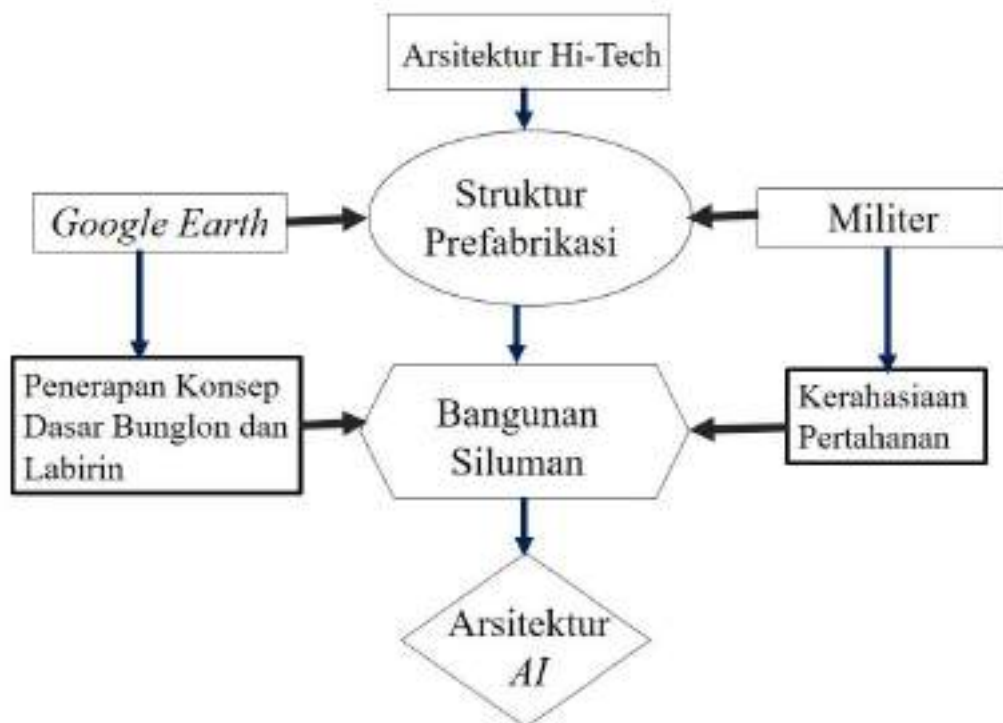 Arsitektur Hi-Tech
Struktur
Prefabrikasi
Google Earth
Militer
Penerapan Konsep
Dasar Bunglon dan
Labirin
Bangunan
Siluman
Kerahasiaan
Pertahanan
Arsitektur
AI